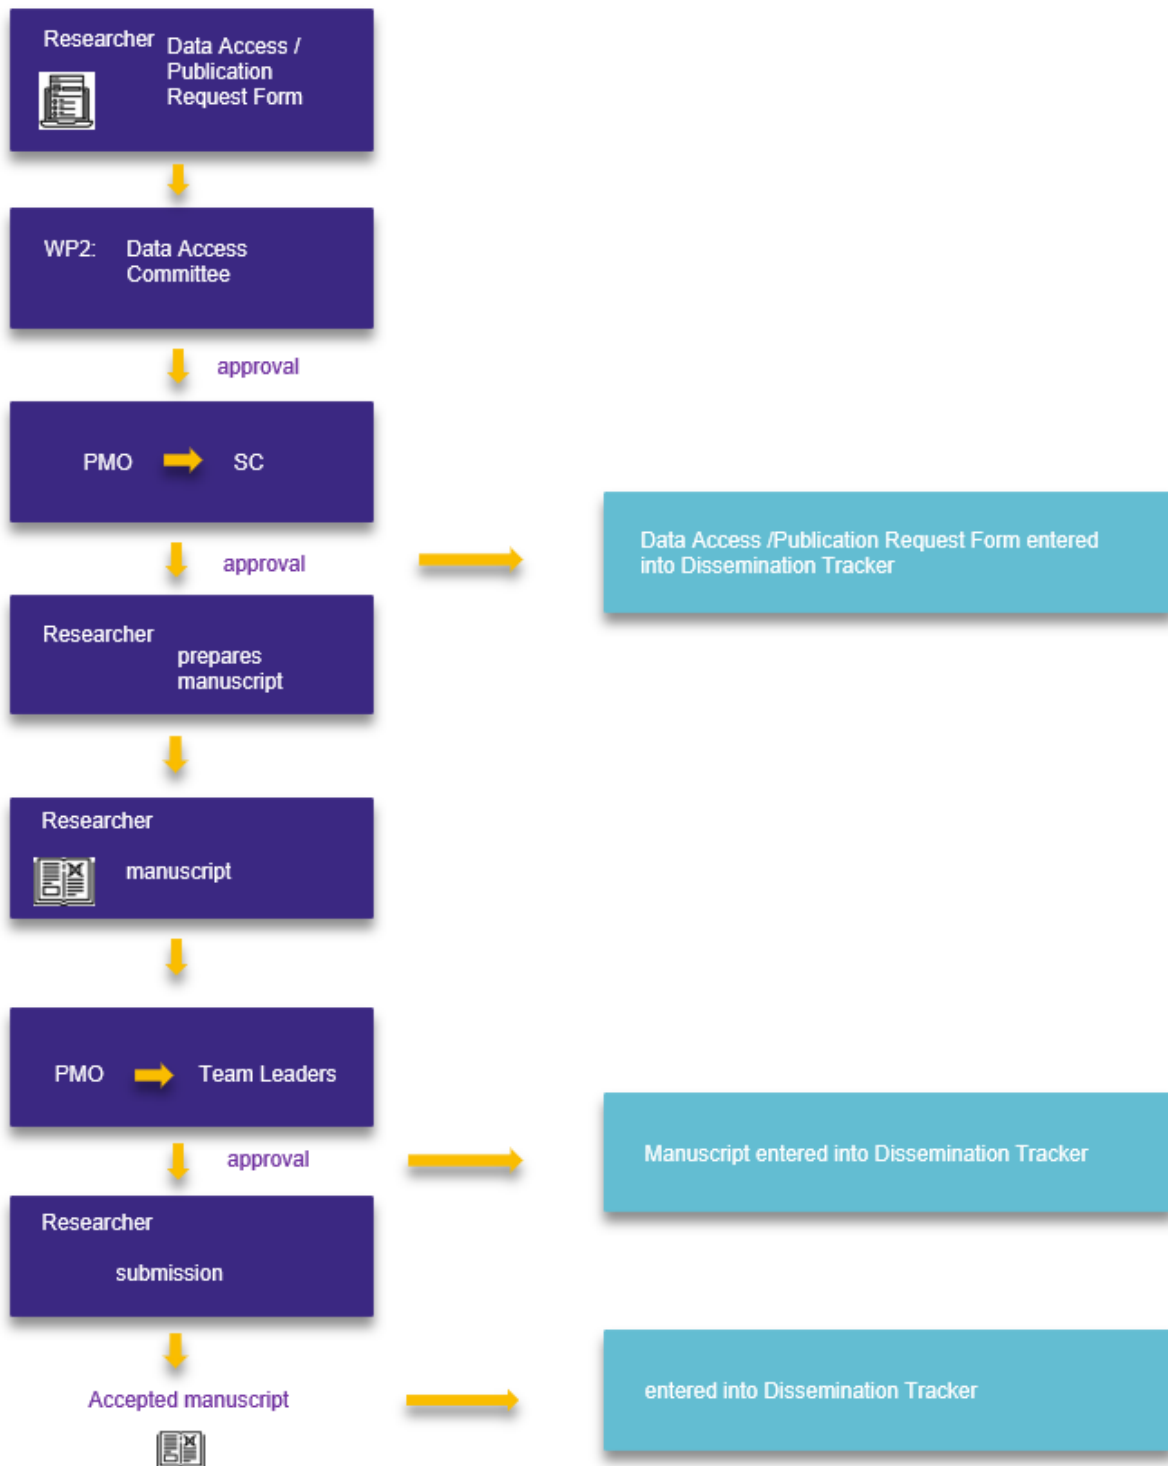 Researcher
Data Access /
Publication
Request Form
WP2:
Data Access
Committee
approval
PMO
SC
approval
Data Access /Publication Request Form entered
into Dissemination Tracker
Researcher
prepares
manuscript
Researcher
manuscript
PMO
Team Leaders
approval
Manuscript entered into Dissemination Tracker
Researcher
submission
Accepted manuscript
entered into Dissemination Tracker